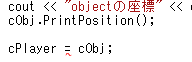 cout << "objectの座標" << e
cObj.PrintPosition();
cPlayer = cObj;